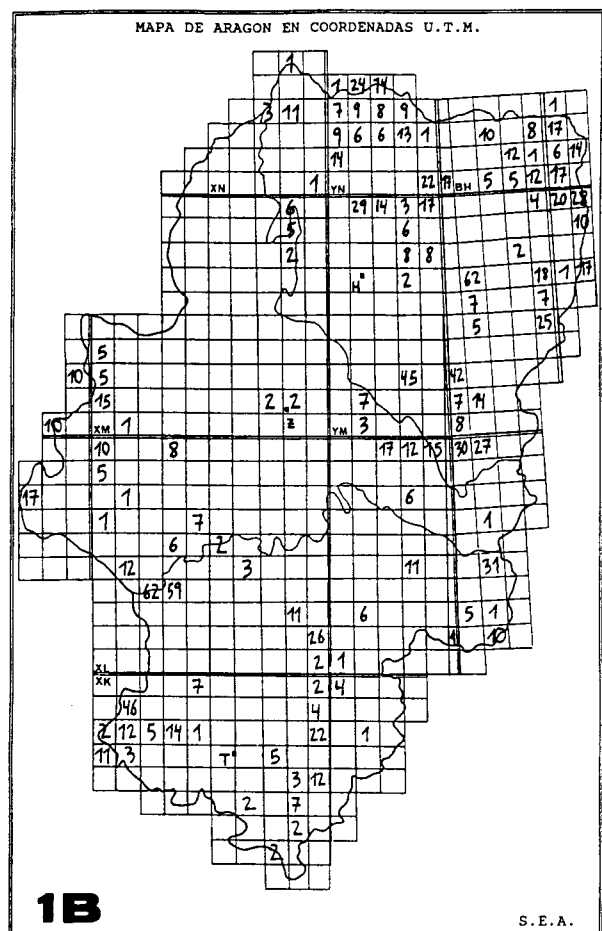 MAPA DE ARAGON EN COORDENADAS U.T.M.
1
1 24 74
3 11 7 9 8 9 1
9 6 6 13 1 10 8 17
14 12 1 6 14
XN 1 YN 22 17 BH 5 5 12 17
6 29 14 3 17 4 20 28
5 6 10
2 8 8 2
H 2 62 18 1 17
7 7
5 25
5
10 5 45 42
15 2 2 7 7 14
10 XM 1 Z YM 3 8
10 8 17 12 15 30 27
5
17 1 6
1 7 1
6 2
12 3 11 31
62 59
11 6 5 1
26 1 10
XL 2 1
XK 7 2 4
46 4
2 12 5 14 1 22 1
11 3 T 5
3 12
2 7
2
2
1B
S.E.A.